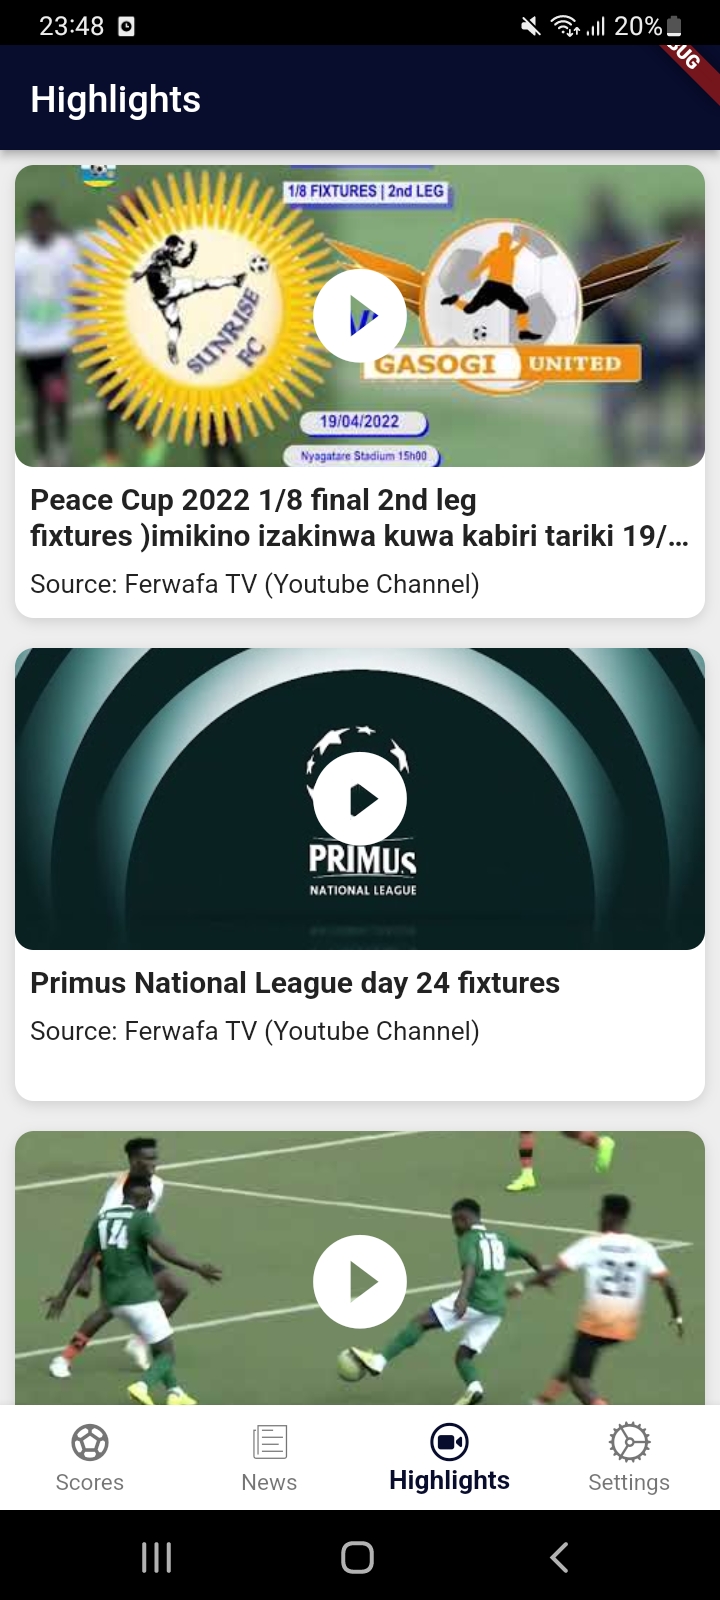 23:48
20%
UG
Highlights
1/8 FIXTURES | 2nd LEG
SUNRISE
FC
GASOGI UNITED
19/04/2022
Nyagatare Stadium 15h00
Peace Cup 2022 1/8 final 2nd leg
fixtures )imikino izakinwa kuwa kabiri tariki 19/...
Source: Ferwafa TV (Youtube Channel)
PRIMUS
NATIONAL LEAGUE
Primus National League day 24 fixtures
Source: Ferwafa TV (Youtube Channel)
14
18
26
Scores
News
Highlights
Settings